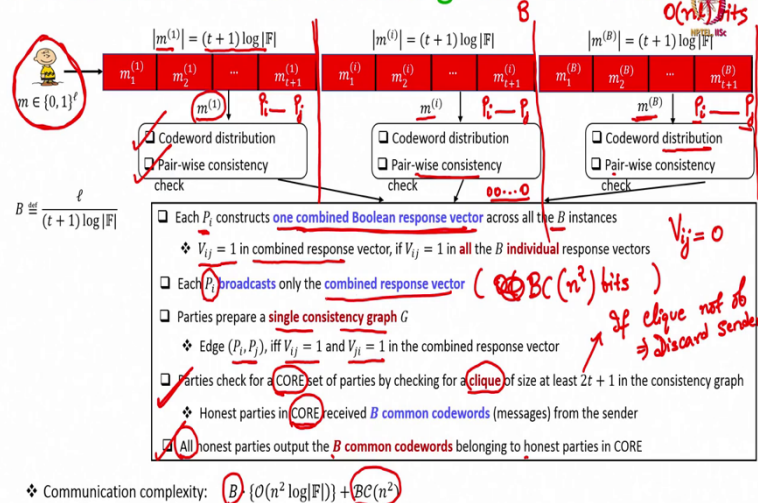 B
O(nℓ) bits
NPTEL IISc
|m^(1)| = (t + 1) log|𝔽|
|m^(i)| = (t + 1) log|𝔽|
|m^(B)| = (t + 1) log|𝔽|
m_1^(1) m_2^(1) ... m_{t+1}^(1)
m_1^(i) m_2^(i) ... m_{t+1}^(i)
m_1^(B) m_2^(B) ... m_{t+1}^(B)
m ∈ {0,1}^ℓ
m^(1) P_i — P_j
m^(i) P_i — P_j
m^(B) P_i — P_j
❑ Codeword distribution
❑ Pair-wise consistency check
❑ Codeword distribution
❑ Pair-wise consistency check
❑ Codeword distribution
❑ Pair-wise consistency check
00...0
B ≝ ℓ / (t + 1) log|𝔽|
❑ Each P_i constructs one combined Boolean response vector across all the B instances
❖ V_ij = 1 in combined response vector, if V_ij = 1 in all the B individual response vectors
V_ij = 0
❑ Each P_i broadcasts only the combined response vector ( BC(n²) bits )
❑ Parties prepare a single consistency graph G
❖ Edge (P_i, P_j), iff V_ij = 1 and V_ji = 1 in the combined response vector
If clique not ob
⇒ Discard sender
❑ Parties check for a CORE set of parties by checking for a clique of size at least 2t + 1 in the consistency graph
❖ Honest parties in CORE received B common codewords (messages) from the sender
❑ All honest parties output the B common codewords belonging to honest parties in CORE
❖ Communication complexity: B · {O(n² log|𝔽|)} + BC(n²)